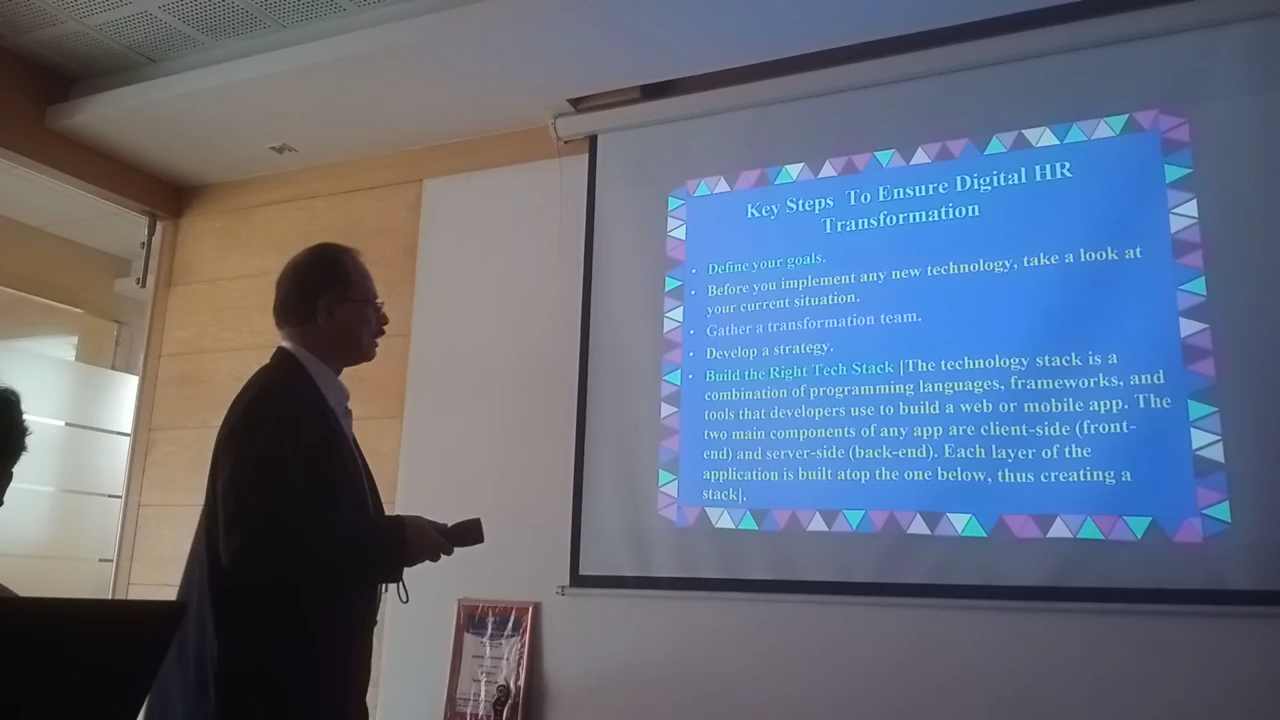 Key Steps To Ensure Digital HR
Transformation
• Define your goals.
• Before you implement any new technology, take a look at
your current situation.
• Gather a transformation team.
• Develop a strategy.
• Build the Right Tech Stack [The technology stack is a
combination of programming languages, frameworks, and
tools that developers use to build a web or mobile app. The
two main components of any app are client-side (front-
end) and server-side (back-end). Each layer of the
application is built atop the one below, thus creating a
stack].